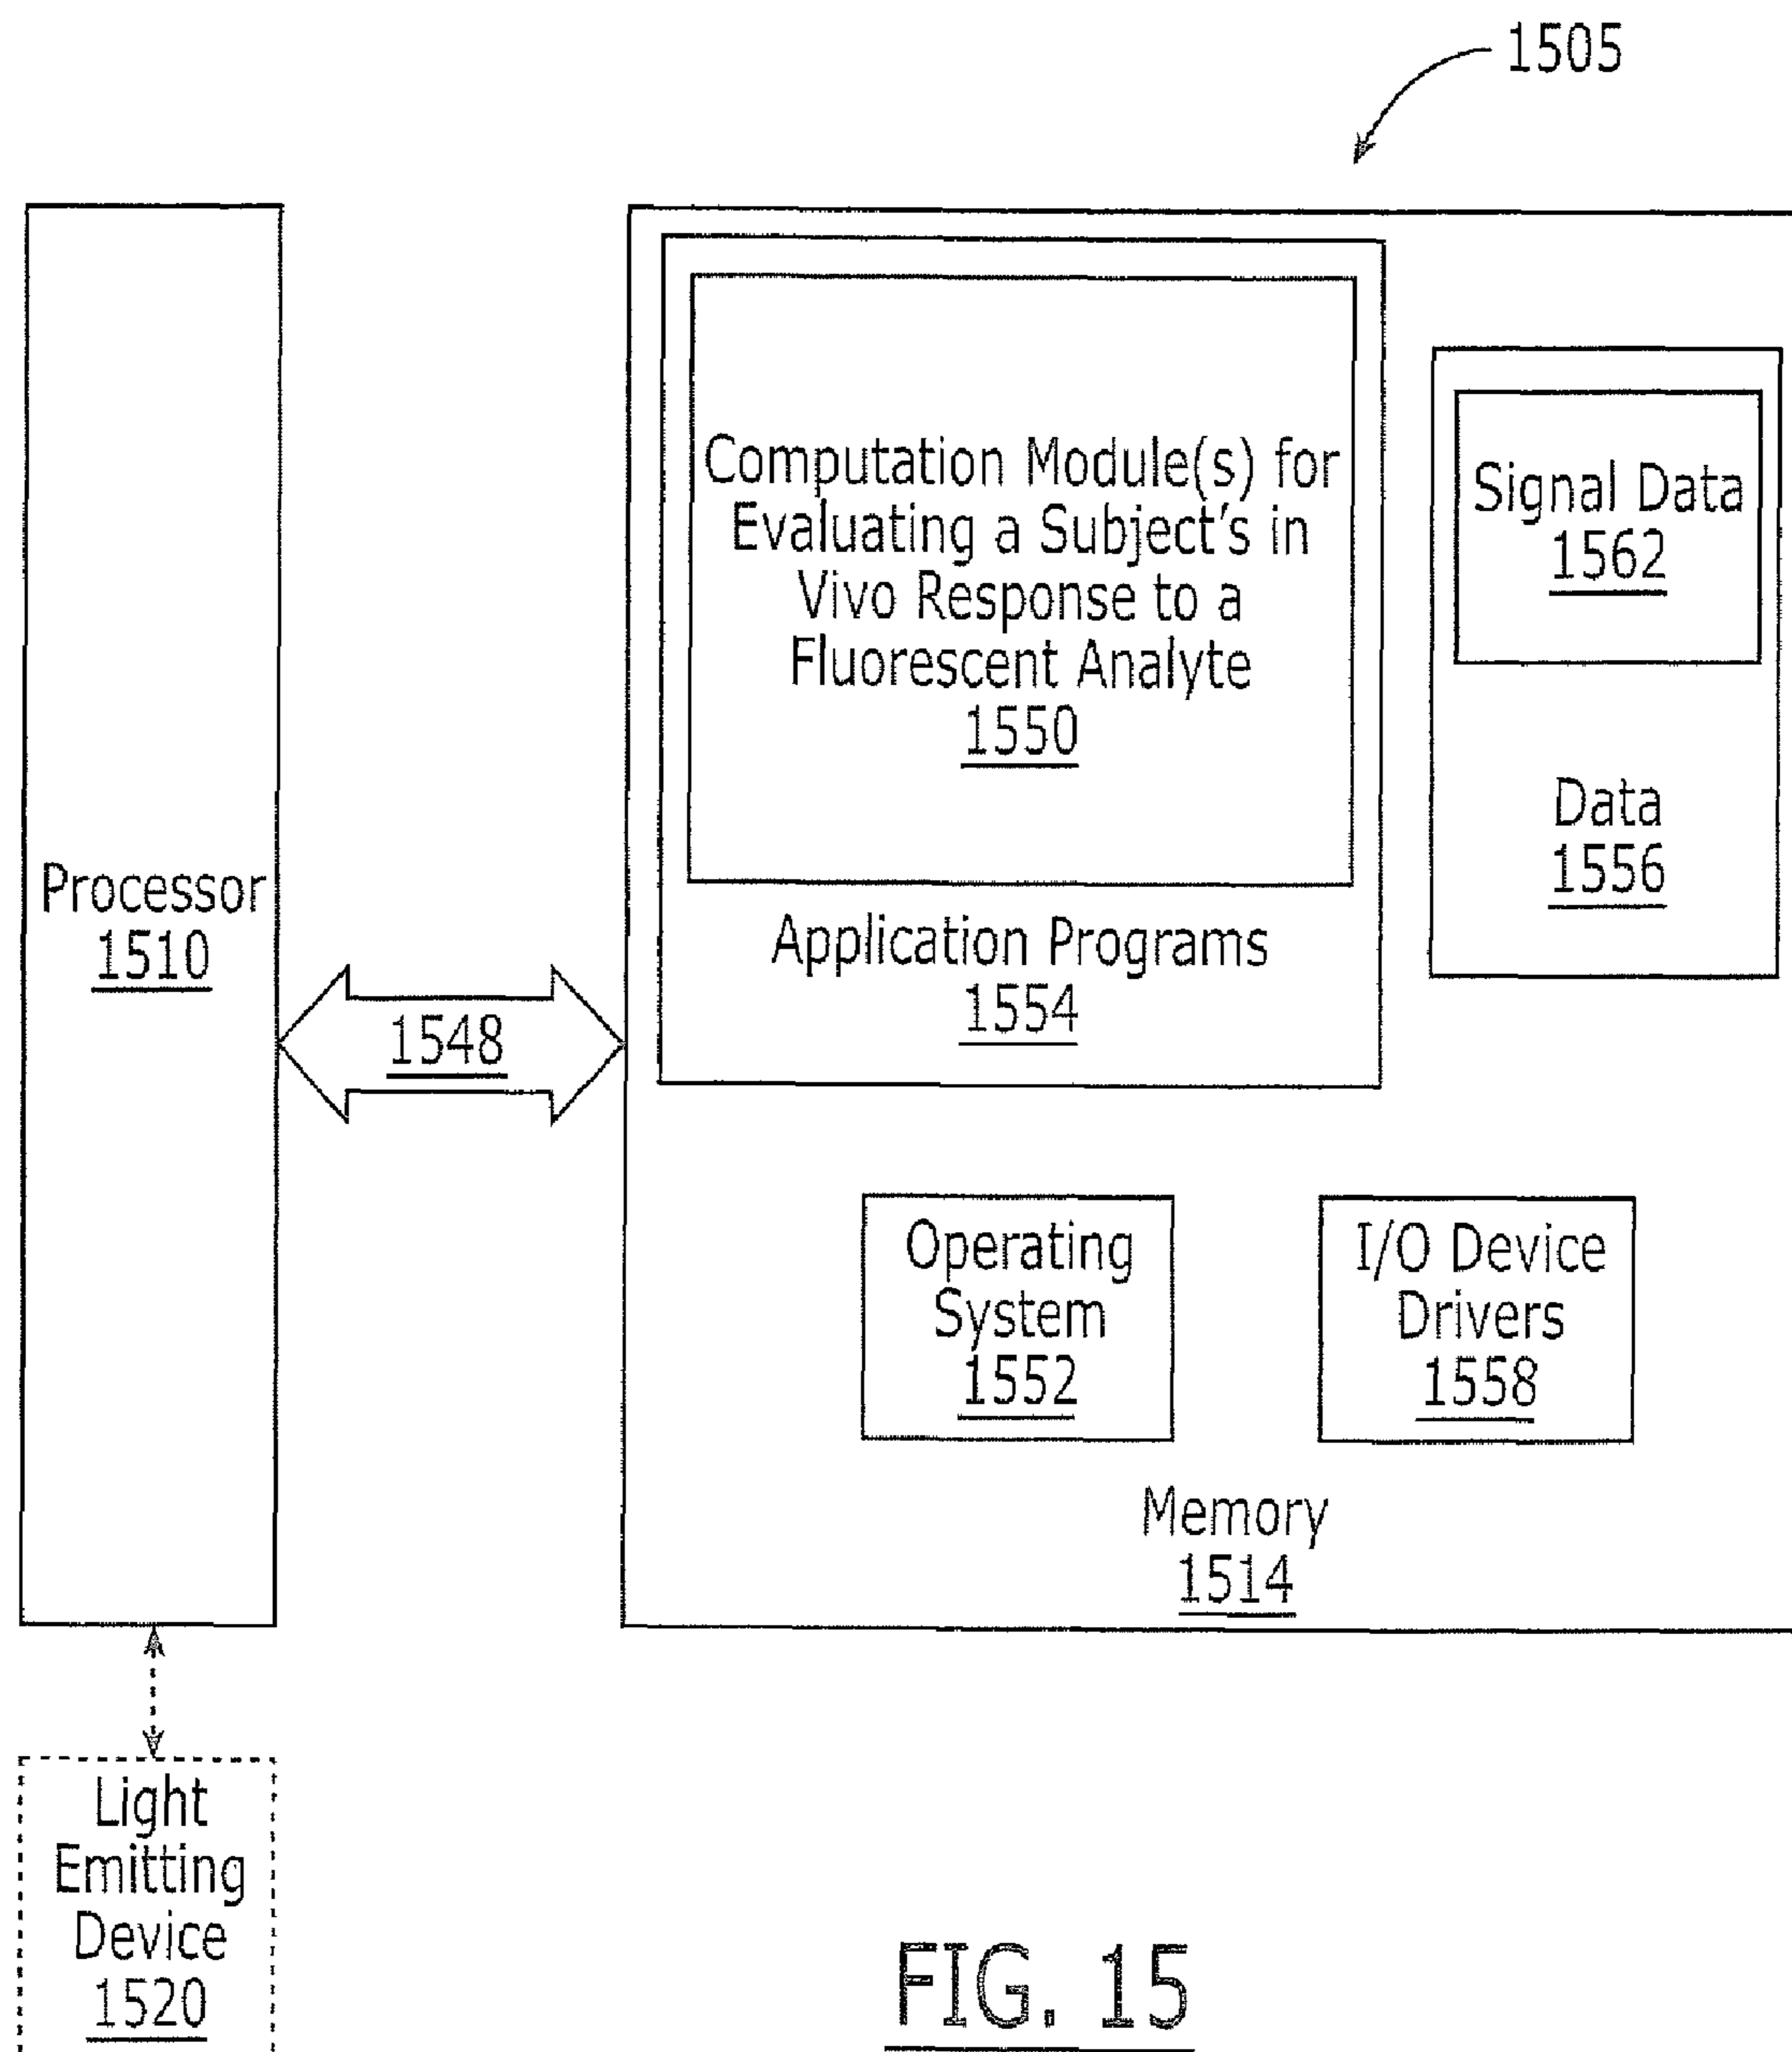 1505
Processor
1510
1548
Computation Module(s) for
Evaluating a Subject's in
Vivo Response to a
Fluorescent Analyte
1550
Application Programs
1554
Signal Data
1562
Data
1556
Operating
System
1552
I/O Device
Drivers
1558
Memory
1514
Light
Emitting
Device
1520
FIG. 15